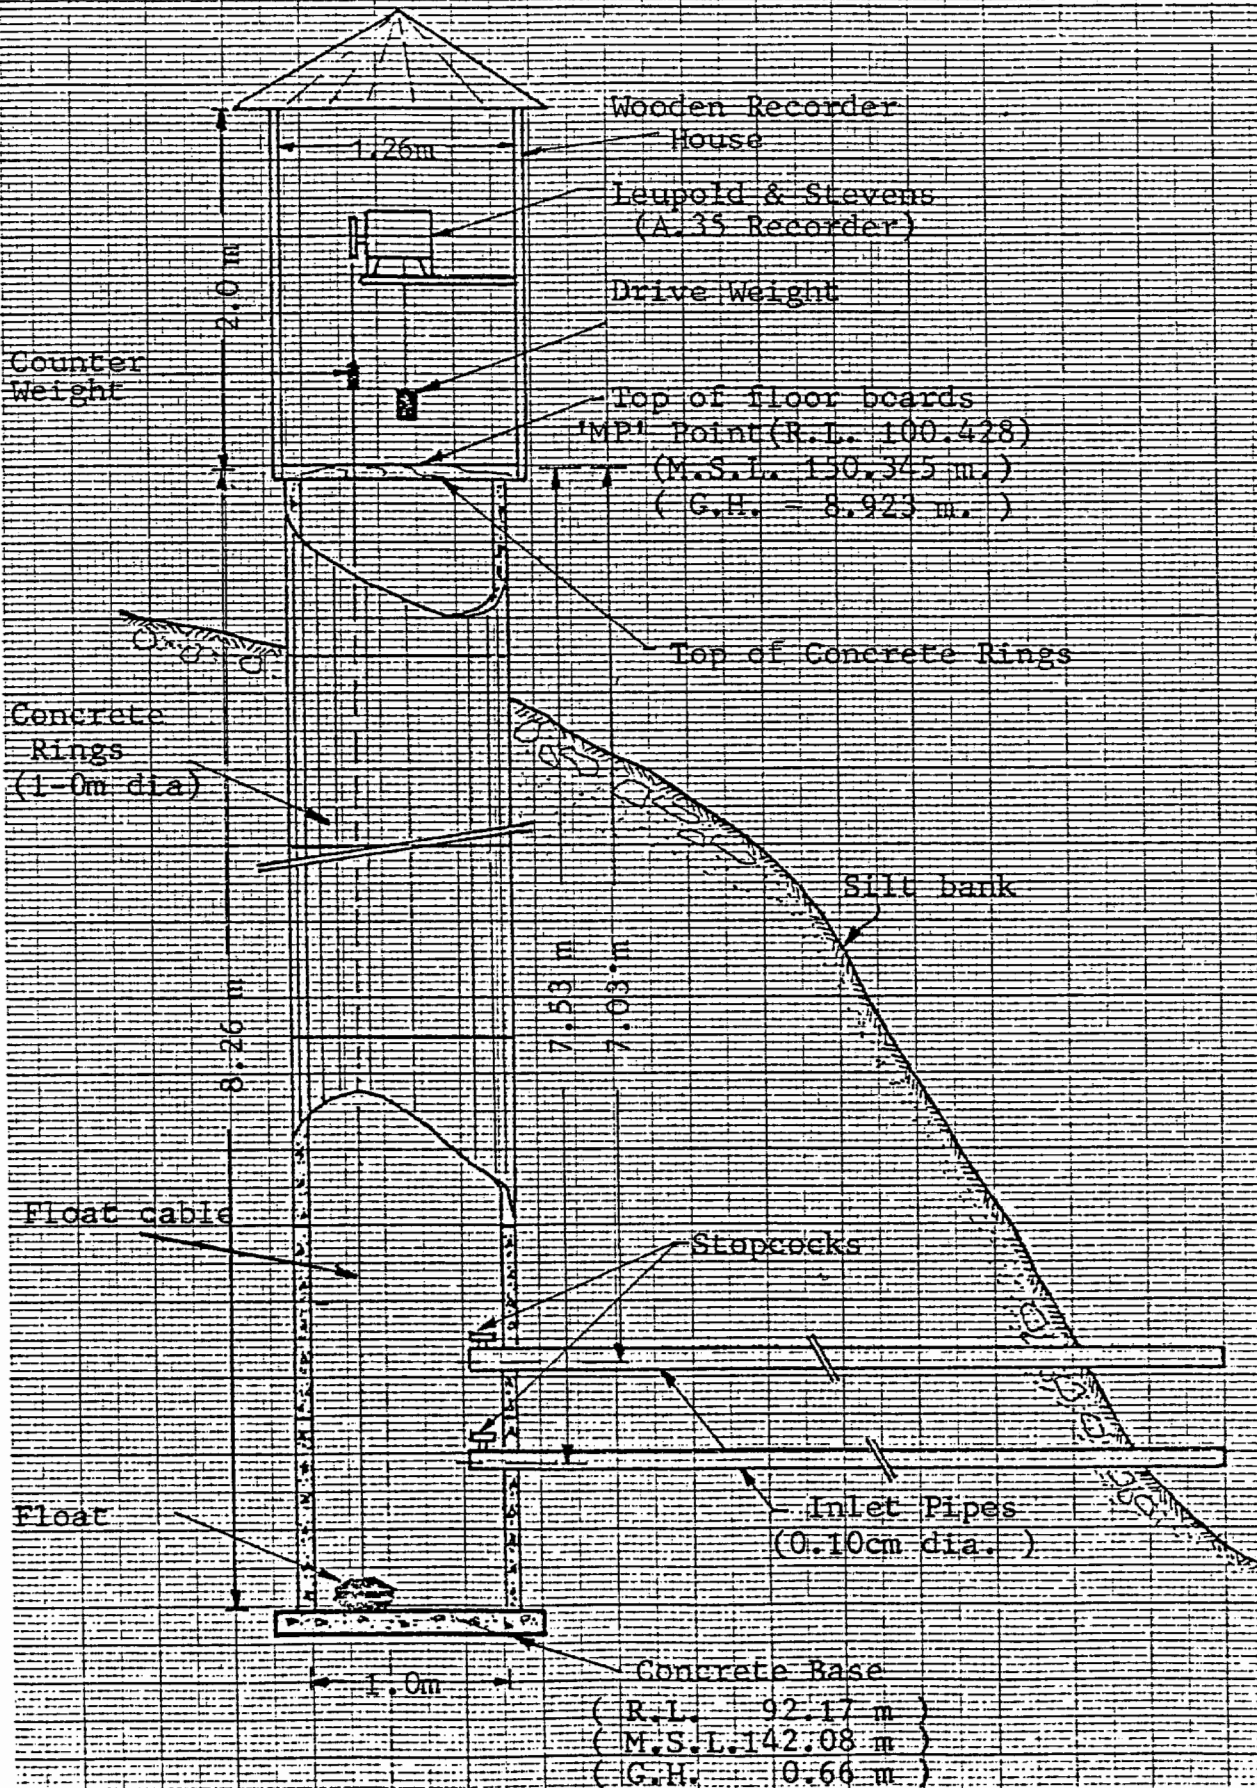 Wooden Recorder
House
1.26m
Leupold & Stevens
(A.35 Recorder)
2.0 m
Drive Weight
Counter
Weight
Top of floor boards
'MP' Point(R.L. 100.428)
(M.S.L. 150.345 m.)
( G.H. = 8.923 m. )
Top of Concrete Rings
Concrete
Rings
(1-0m dia)
Silt bank
8.26 m
7.53 m
7.03 m
Float cable
Stopcocks
Float
Inlet Pipes
(0.10cm dia. )
1.0m
Concrete Base
( R.L. 92.17 m )
( M.S.L.142.08 m )
( G.H. 0.66 m )